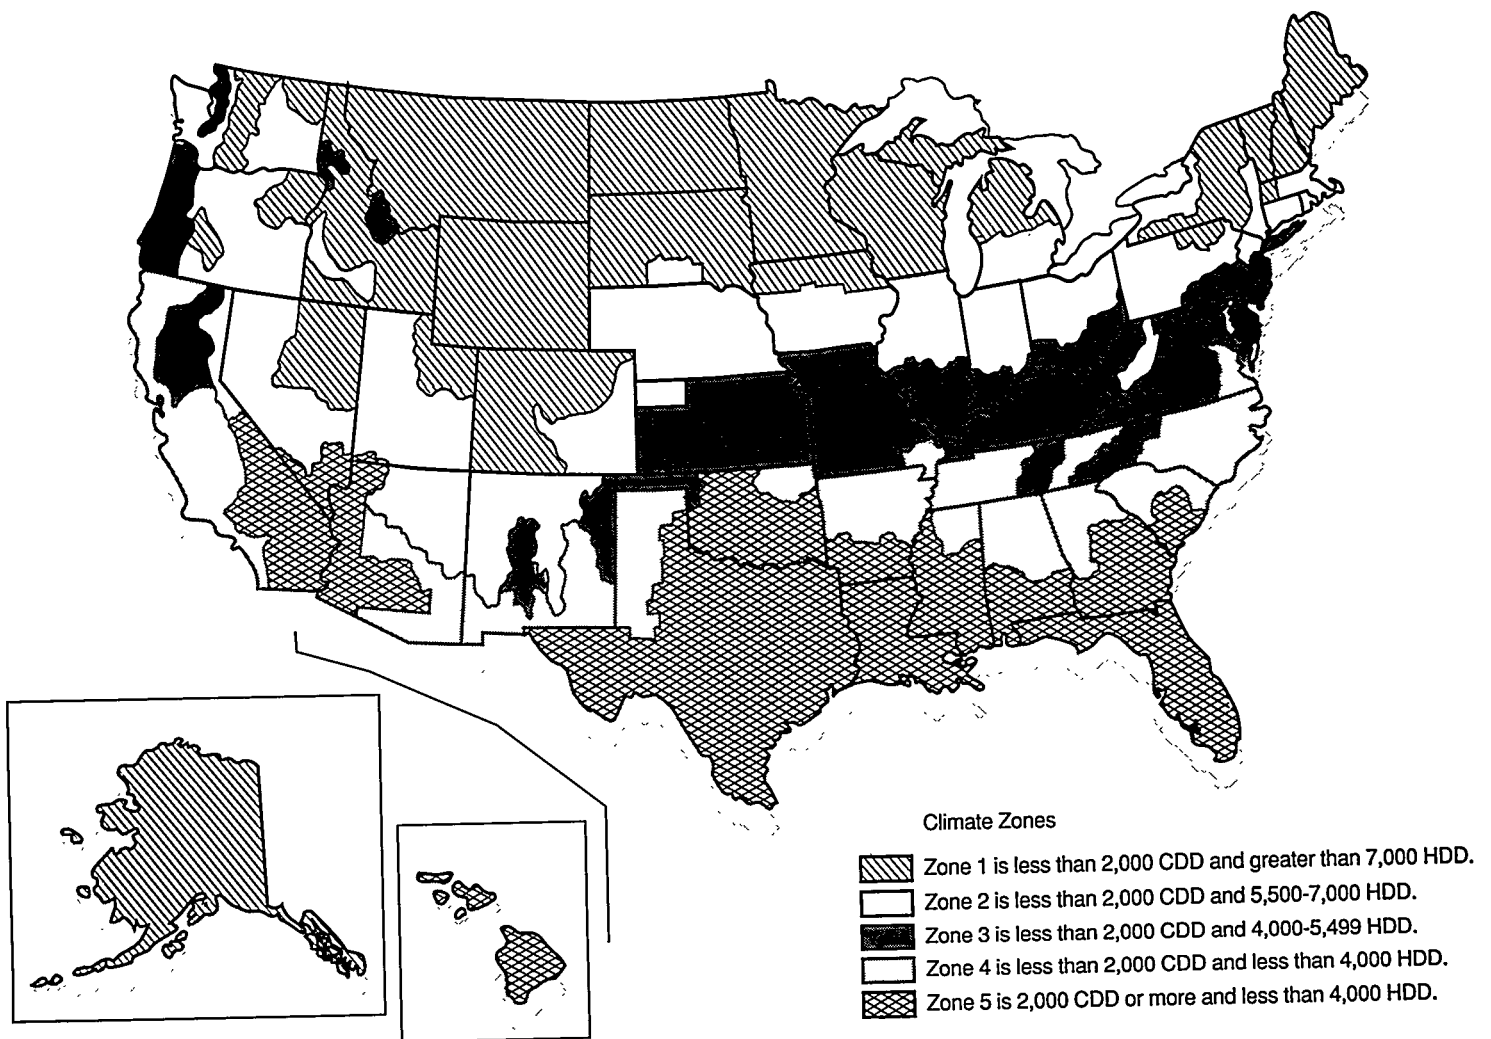 Climate Zones
Zone 1 is less than 2,000 CDD and greater than 7,000 HDD.
Zone 2 is less than 2,000 CDD and 5,500-7,000 HDD.
Zone 3 is less than 2,000 CDD and 4,000-5,499 HDD.
Zone 4 is less than 2,000 CDD and less than 4,000 HDD.
Zone 5 is 2,000 CDD or more and less than 4,000 HDD.